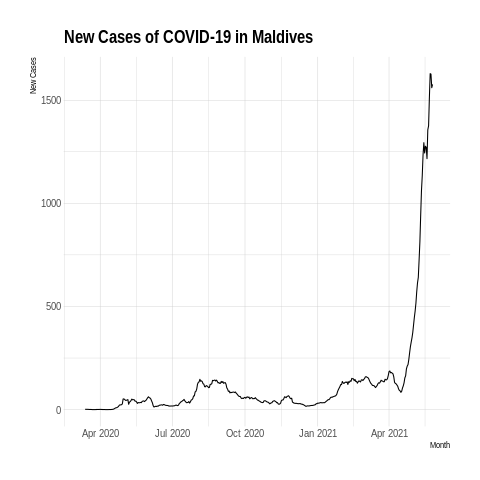 New Cases of COVID-19 in Maldives
New Cases
1500
1000
500
0
Apr 2020 Jul 2020 Oct 2020 Jan 2021 Apr 2021
Month